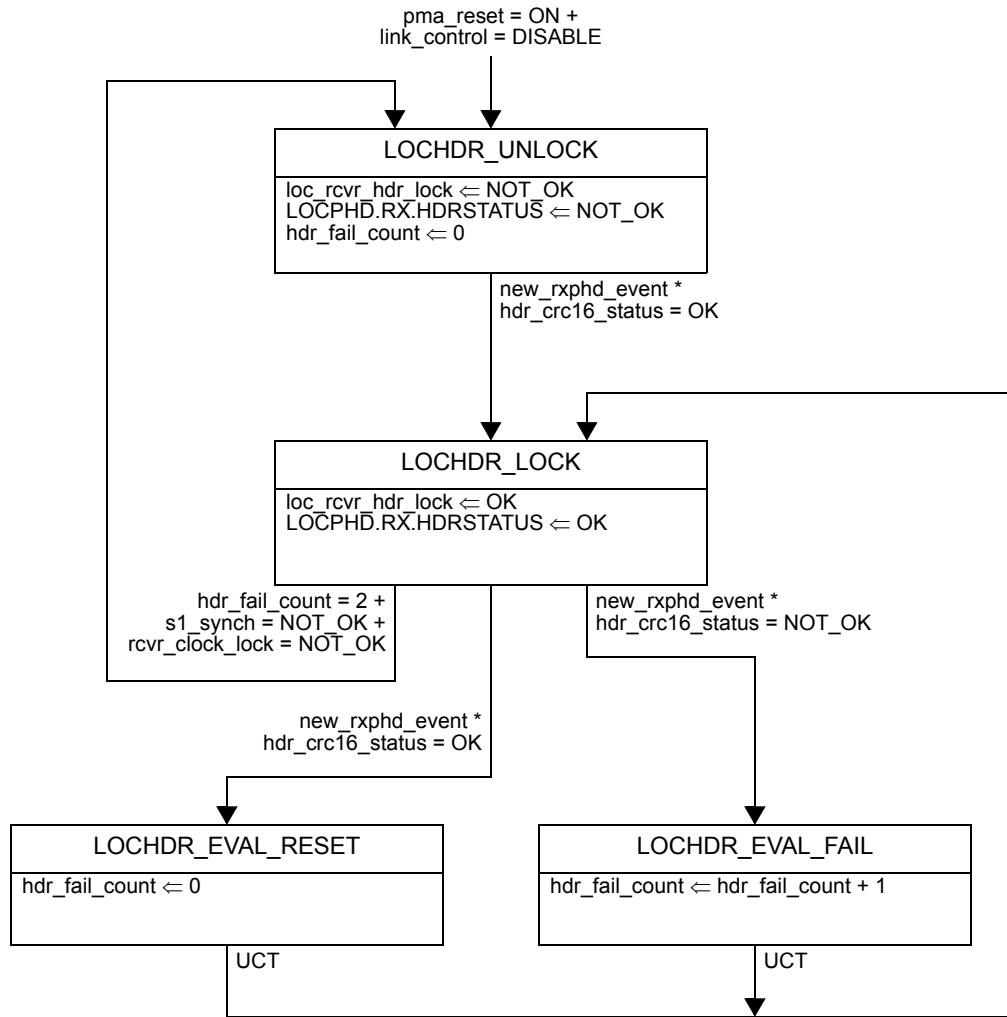 pma_reset = ON +
link_control = DISABLE
LOCHDR_UNLOCK
loc_rcvr_hdr_lock ⇐ NOT_OK
LOCPHD.RX.HDRSTATUS ⇐ NOT_OK
hdr_fail_count ⇐ 0
new_rxphd_event *
hdr_crc16_status = OK
LOCHDR_LOCK
loc_rcvr_hdr_lock ⇐ OK
LOCPHD.RX.HDRSTATUS ⇐ OK
hdr_fail_count = 2 +
s1_synch = NOT_OK +
rcvr_clock_lock = NOT_OK
new_rxphd_event *
hdr_crc16_status = NOT_OK
new_rxphd_event *
hdr_crc16_status = OK
LOCHDR_EVAL_RESET
hdr_fail_count ⇐ 0
UCT
LOCHDR_EVAL_FAIL
hdr_fail_count ⇐ hdr_fail_count + 1
UCT